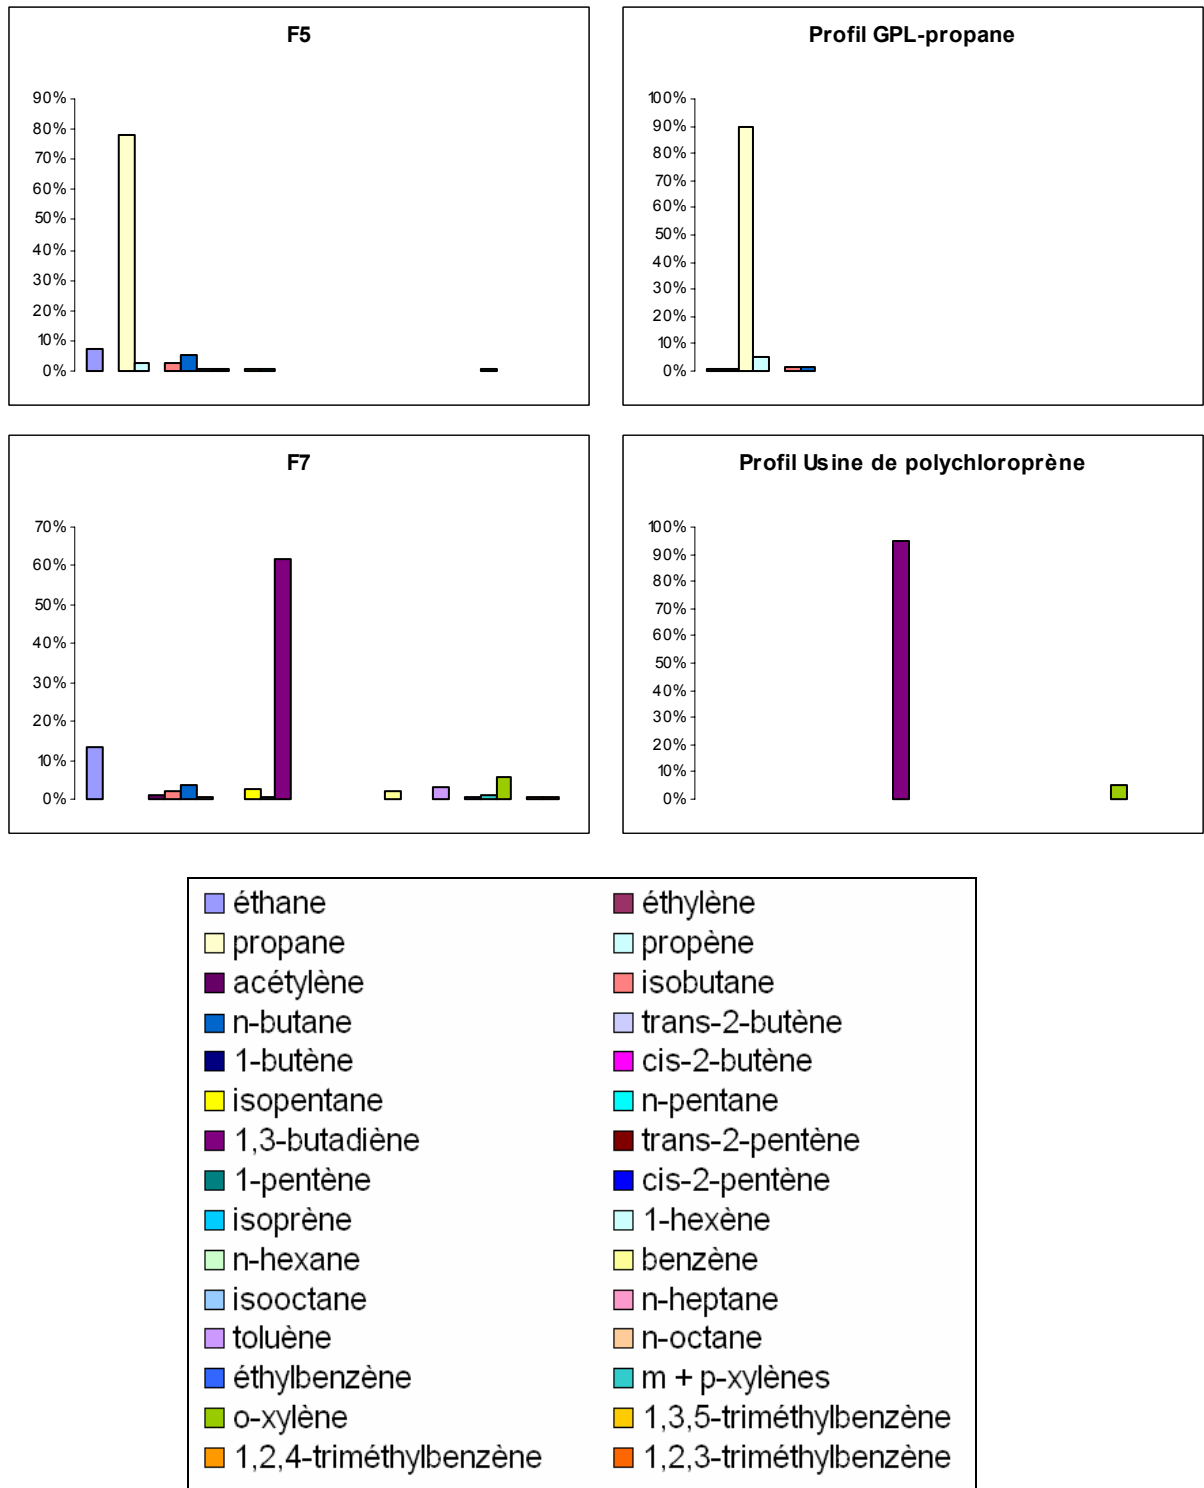 F5
90%
80%
70%
60%
50%
40%
30%
20%
10%
0%
Profil GPL-propane
100%
90%
80%
70%
60%
50%
40%
30%
20%
10%
0%
F7
70%
60%
50%
40%
30%
20%
10%
0%
Profil Usine de polychloroprène
100%
90%
80%
70%
60%
50%
40%
30%
20%
10%
0%
éthane éthylène
propane propène
acétylène isobutane
n-butane trans-2-butène
1-butène cis-2-butène
isopentane n-pentane
1,3-butadiène trans-2-pentène
1-pentène cis-2-pentène
isoprène 1-hexène
n-hexane benzène
isooctane n-heptane
toluène n-octane
éthylbenzène m + p-xylènes
o-xylène 1,3,5-triméthylbenzène
1,2,4-triméthylbenzène 1,2,3-triméthylbenzène